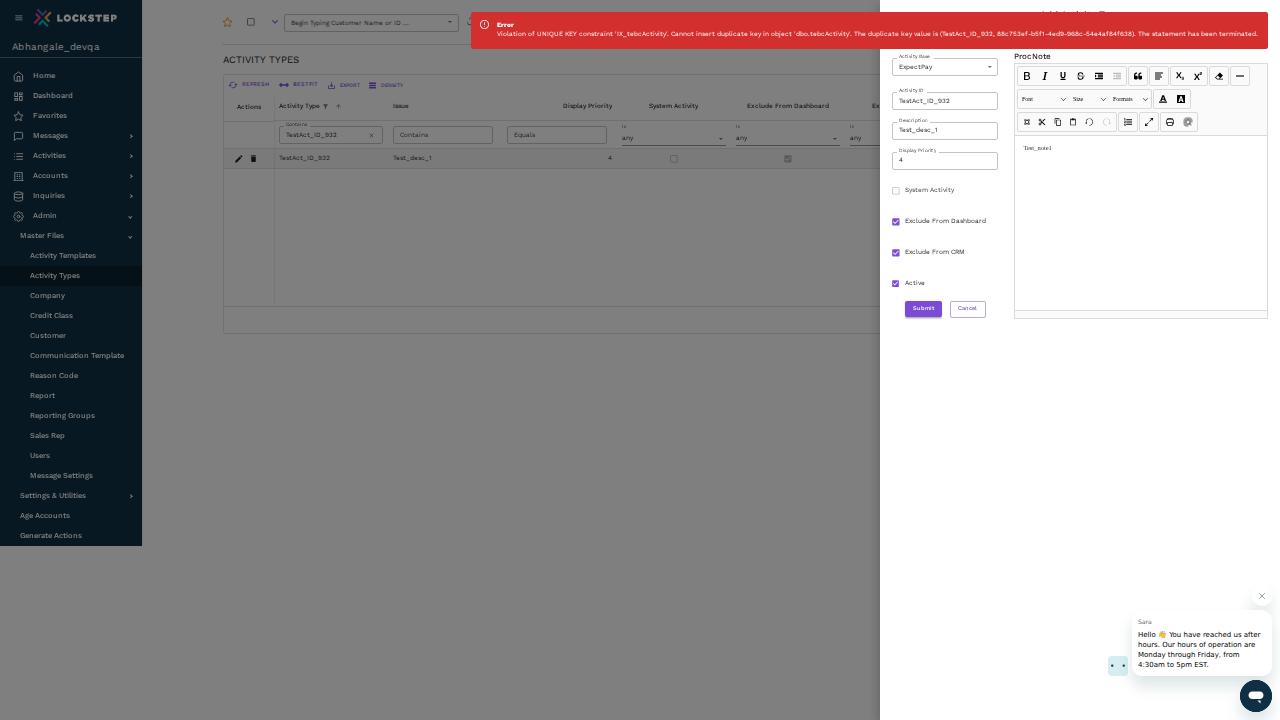 LOCKSTEP
Abhangale_devqa
Home
Dashboard
Favorites
Messages
Activities
Accounts
Inquiries
Admin
Master Files
Activity Templates
Activity Types
Company
Credit Class
Customer
Communication Template
Reason Code
Report
Reporting Groups
Sales Rep
Users
Message Settings
Settings & Utilities
Age Accounts
Generate Actions
Begin Typing Customer Name or ID ...
ACTIVITY TYPES
REFRESH BESTFIT EXPORT DENSITY
Actions Activity Type Issue Display Priority System Activity Exclude From Dashboard
Contains
TestAct_ID_932 Contains Equals
Is Is Is
any any any
TestAct_ID_932 Test_desc_1 4
Error
Violation of UNIQUE KEY constraint 'IX_tebcActivity'. Cannot insert duplicate key in object 'dbo.tebcActivity'. The duplicate key value is (TestAct_ID_932, 88c753ef-b5f1-4ed9-968c-54e4af84f638). The statement has been terminated.
Activity Base
ExpectPay
Activity ID
TestAct_ID_932
Description
Test_desc_1
Display Priority
4
System Activity
Exclude From Dashboard
Exclude From CRM
Active
Submit Cancel
ProcNote
Font Size Formats
Test_note1
Sara
Hello 👋 You have reached us after
hours. Our hours of operation are
Monday through Friday, from
4:30am to 5pm EST.